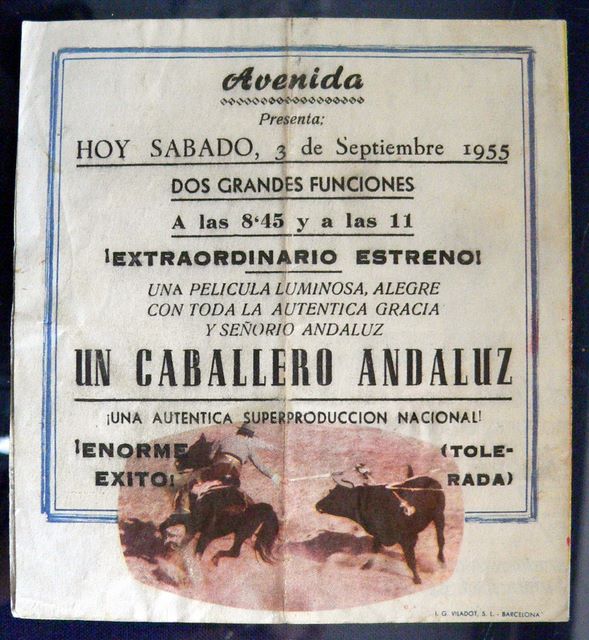 Avenida
Presenta:
HOY SABADO, 3 de Septiembre 1955
DOS GRANDES FUNCIONES
A las 8'45 y a las 11
¡EXTRAORDINARIO ESTRENO!
UNA PELICULA LUMINOSA, ALEGRE
CON TODA LA AUTENTICA GRACIA
Y SEÑORIO ANDALUZ
UN CABALLERO ANDALUZ
¡UNA AUTENTICA SUPERPRODUCCION NACIONAL!
¡ENORME (TOLE-
EXITO! RADA)
I. G. VILADOT, S. L. - BARCELONA